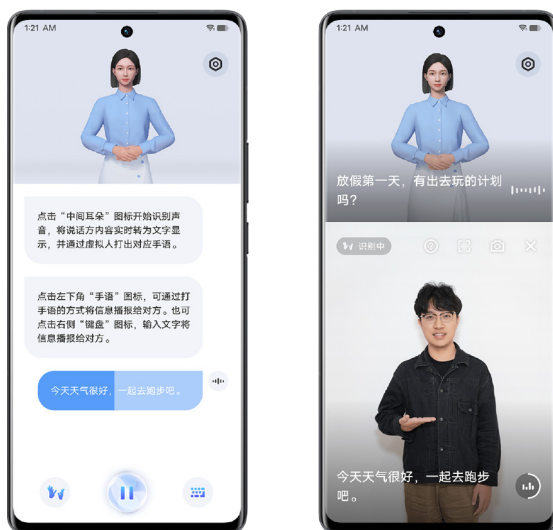 1:21 AM
点击“中间耳朵”图标开始识别声
音，将说话方内容实时转为文字显
示，并通过虚拟人打出对应手语。
点击左下角“手语”图标，可通过打
手语的方式将信息播报给对方。也可
点击右侧“键盘”图标，输入文字将
信息播报给对方。
今天天气很好，一起去跑步吧。
1:21 AM
放假第一天，有出去玩的计划
吗？
识别中
今天天气很好，一起去跑步
吧。